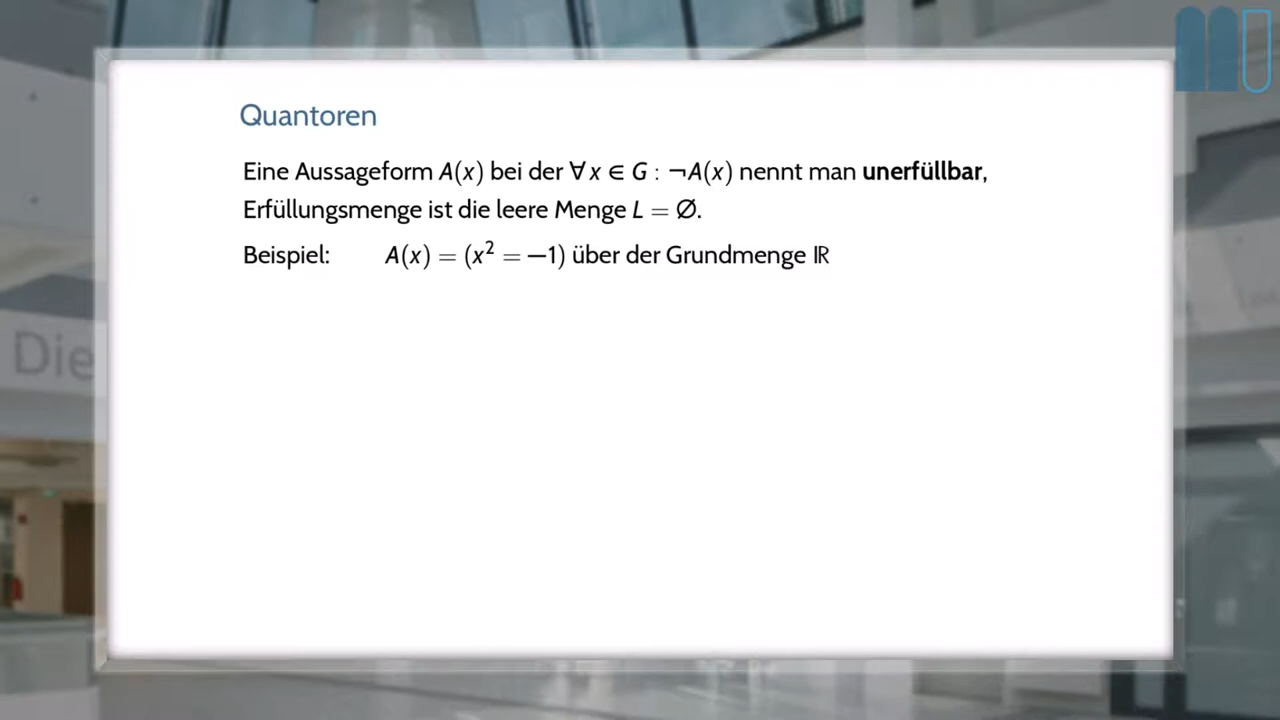 Quantoren
Eine Aussageform A(x) bei der ∀ x ∈ G : ¬A(x) nennt man unerfüllbar,
Erfüllungsmenge ist die leere Menge L = ∅.
Beispiel: A(x) = (x² = −1) über der Grundmenge ℝ
Die